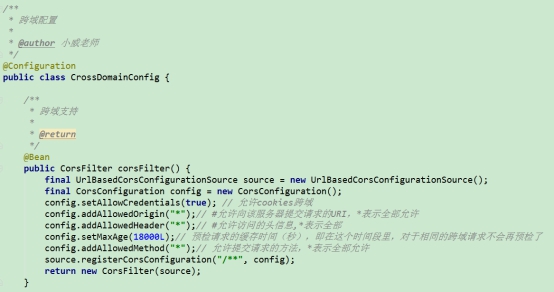 /**
 * 跨域配置
 *
 * @author 小威老师
 */
@Configuration
public class CrossDomainConfig {
/**
 * 跨域支持
 *
 * @return
 */
@Bean
public CorsFilter corsFilter() {
final UrlBasedCorsConfigurationSource source = new UrlBasedCorsConfigurationSource();
final CorsConfiguration config = new CorsConfiguration();
config.setAllowCredentials(true); // 允许cookies跨域
config.addAllowedOrigin("*");// #允许向该服务器提交请求的URI，*表示全部允许
config.addAllowedHeader("*");// #允许访问的头信息,*表示全部
config.setMaxAge(18000L);// 预检请求的缓存时间（秒），即在这个时间段里，对于相同的跨域请求不会再预检了
config.addAllowedMethod("*");// 允许提交请求的方法，*表示全部允许
source.registerCorsConfiguration("/**", config);
return new CorsFilter(source);
}